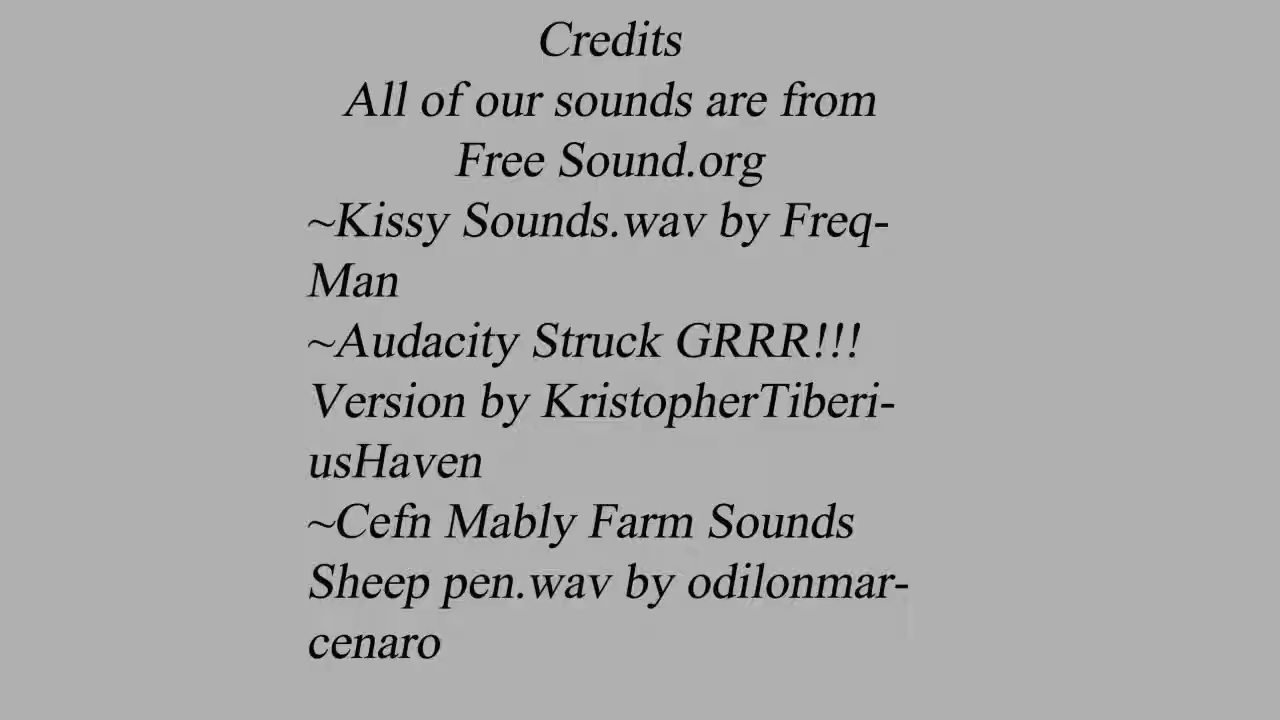 Credits
All of our sounds are from
Free Sound.org
~Kissy Sounds.wav by Freq-
Man
~Audacity Struck GRRR!!!
Version by KristopherTiberi-
usHaven
~Cefn Mably Farm Sounds
Sheep pen.wav by odilonmar-
cenaro